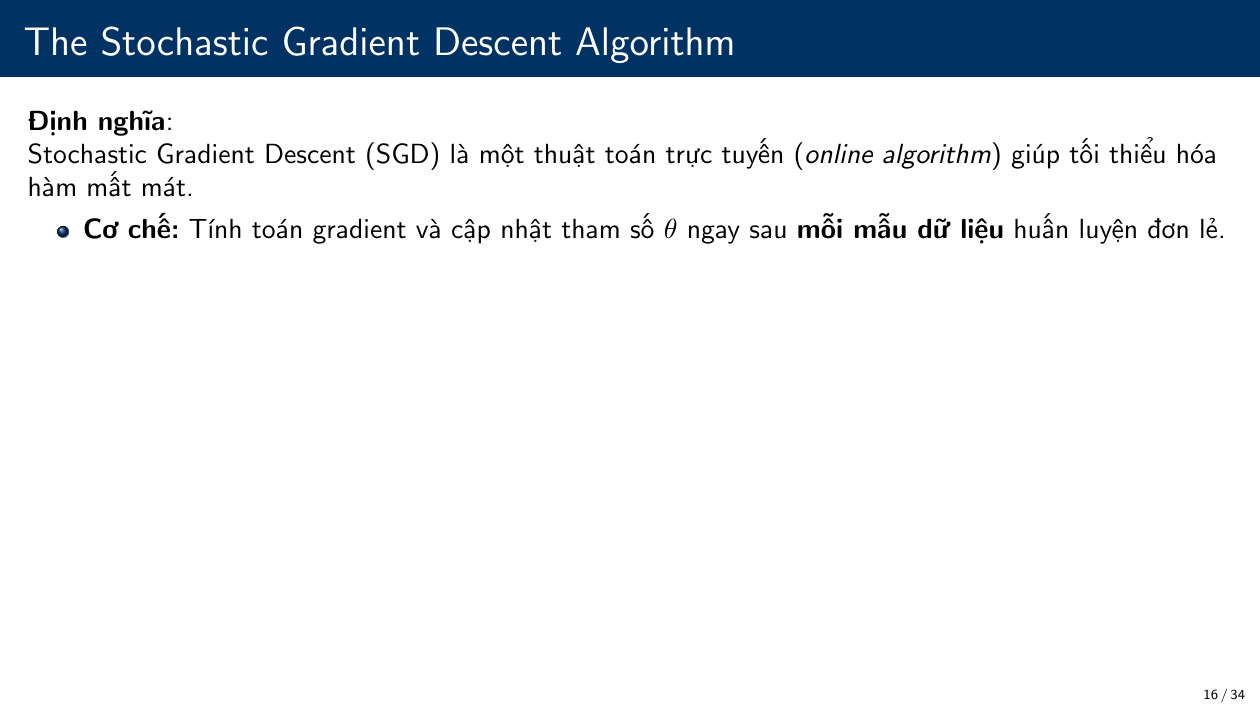 The Stochastic Gradient Descent Algorithm
Định nghĩa:
Stochastic Gradient Descent (SGD) là một thuật toán trực tuyến (online algorithm) giúp tối thiểu hóa
hàm mất mát.
Cơ chế: Tính toán gradient và cập nhật tham số θ ngay sau mỗi mẫu dữ liệu huấn luyện đơn lẻ.
16 / 34